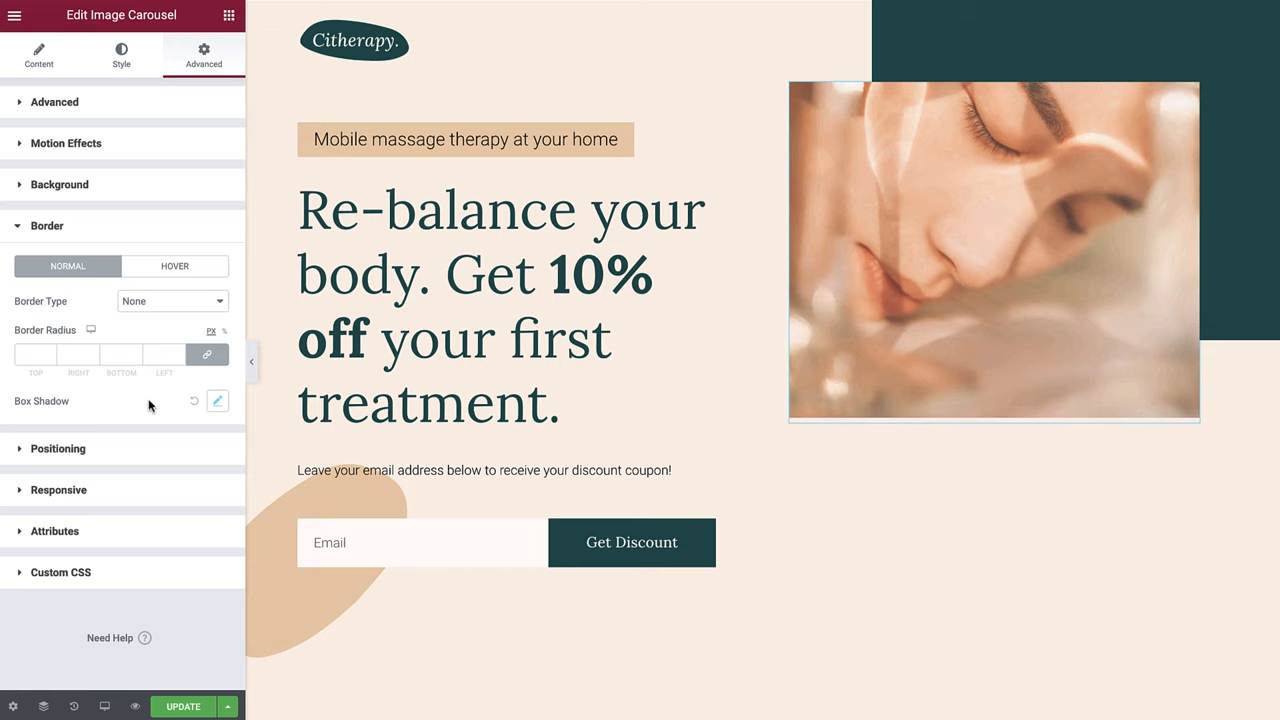 Edit Image Carousel
Content
Style
Advanced
Advanced
Motion Effects
Background
Border
NORMAL
HOVER
Border Type
None
Border Radius
PX
%
TOP
RIGHT
BOTTOM
LEFT
Box Shadow
Positioning
Responsive
Attributes
Custom CSS
Need Help ?
UPDATE
Citherapy.
Mobile massage therapy at your home
Re-balance your
body. Get 10%
off your first
treatment.
Leave your email address below to receive your discount coupon!
Email
Get Discount